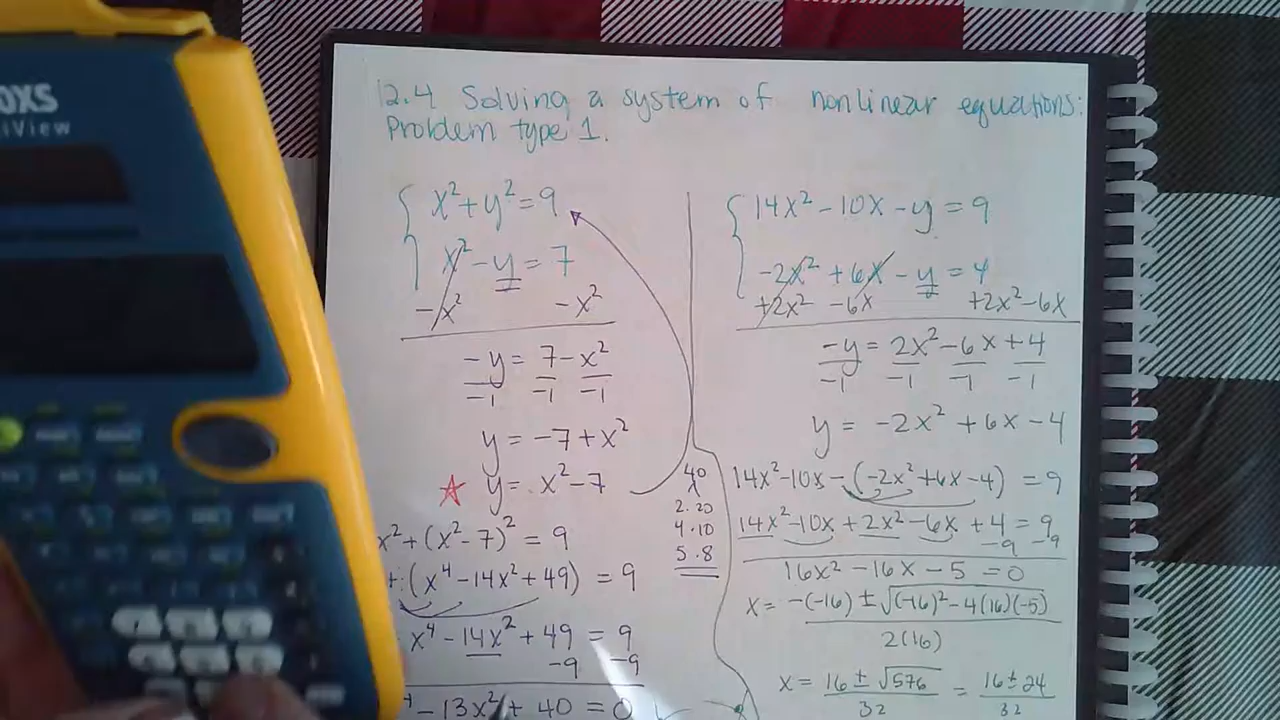 12.4 Solving a system of nonlinear equations:
Problem type 1.
x² + y² = 9
x² - y = 7
-x² -x²
-y = 7 - x²
-1 -1 -1
y = -7 + x²
☆ y = x² - 7
x² + (x² - 7)² = 9
+ (x⁴ - 14x² + 49) = 9
x⁴ - 14x² + 49 = 9
-9 -9
- 13x² + 40 = 0
40
2·20
4·10
5·8
14x² - 10x - y = 9
-2x² + 6x - y = 4
+2x² - 6x +2x² - 6x
-y = 2x² - 6x + 4
-1 -1 -1 -1
y = -2x² + 6x - 4
14x² - 10x - (-2x² + 6x - 4) = 9
14x² - 10x + 2x² - 6x + 4 = 9
-9 -9
16x² - 16x - 5 = 0
x = -(-16) ± √(-16)² - 4(16)(-5)
2(16)
x = 16 ± √576 = 16 ± 24
32 32